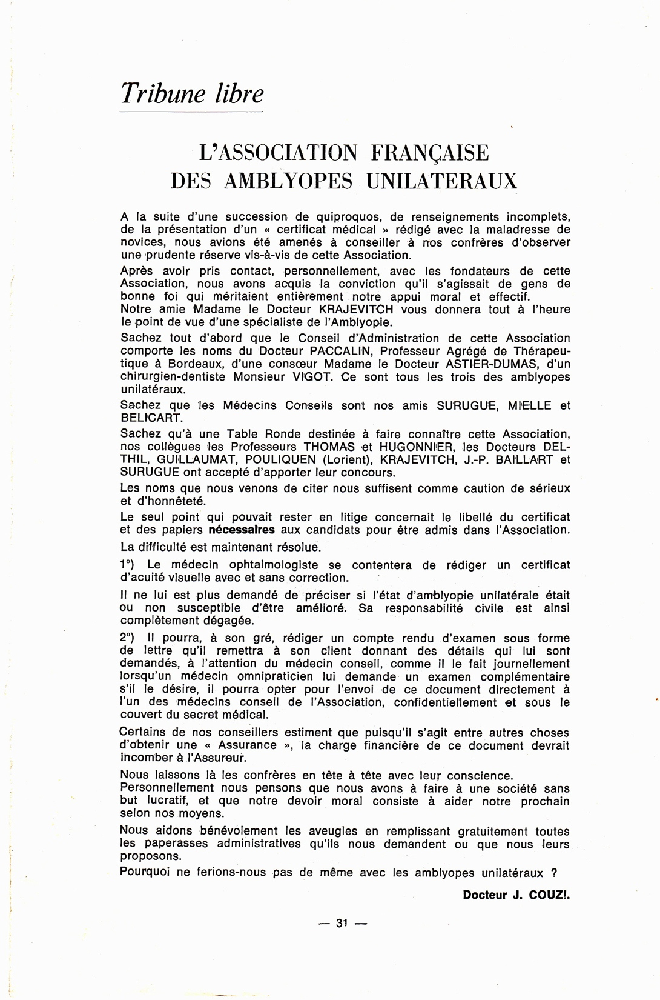 Tribune libre
L'ASSOCIATION FRANÇAISE
DES AMBLYOPES UNILATERAUX
A la suite d'une succession de quiproquos, de renseignements incomplets,
de la présentation d'un « certificat médical » rédigé avec la maladresse de
novices, nous avions été amenés à conseiller à nos confrères d'observer
une prudente réserve vis-à-vis de cette Association.
Après avoir pris contact, personnellement, avec les fondateurs de cette
Association, nous avons acquis la conviction qu'il s'agissait de gens de
bonne foi qui méritaient entièrement notre appui moral et effectif.
Notre amie Madame le Docteur KRAJEVITCH vous donnera tout à l'heure
le point de vue d'une spécialiste de l'Amblyopie.
Sachez tout d'abord que le Conseil d'Administration de cette Association
comporte les noms du Docteur PACCALIN, Professeur Agrégé de Thérapeu-
tique à Bordeaux, d'une consœur Madame le Docteur ASTIER-DUMAS, d'un
chirurgien-dentiste Monsieur VIGOT. Ce sont tous les trois des amblyopes
unilatéraux.
Sachez que les Médecins Conseils sont nos amis SURUGUE, MIELLE et
BELICART.
Sachez qu'à une Table Ronde destinée à faire connaître cette Association,
nos collègues les Professeurs THOMAS et HUGONNIER, les Docteurs DEL-
THIL, GUILLAUMAT, POULIQUEN (Lorient), KRAJEVITCH, J.-P. BAILLART et
SURUGUE ont accepté d'apporter leur concours.
Les noms que nous venons de citer nous suffisent comme caution de sérieux
et d'honnêteté.
Le seul point qui pouvait rester en litige concernait le libellé du certificat
et des papiers nécessaires aux candidats pour être admis dans l'Association.
La difficulté est maintenant résolue.
1°) Le médecin ophtalmologiste se contentera de rédiger un certificat
d'acuité visuelle avec et sans correction.
Il ne lui est plus demandé de préciser si l'état d'amblyopie unilatérale était
ou non susceptible d'être amélioré. Sa responsabilité civile est ainsi
complètement dégagée.
2°) Il pourra, à son gré, rédiger un compte rendu d'examen sous forme
de lettre qu'il remettra à son client donnant des détails qui lui sont
demandés, à l'attention du médecin conseil, comme il le fait journellement
lorsqu'un médecin omnipraticien lui demande un examen complémentaire
s'il le désire, il pourra opter pour l'envoi de ce document directement à
l'un des médecins conseil de l'Association, confidentiellement et sous le
couvert du secret médical.
Certains de nos conseillers estiment que puisqu'il s'agit entre autres choses
d'obtenir une « Assurance », la charge financière de ce document devrait
incomber à l'Assureur.
Nous laissons là les confrères en tête à tête avec leur conscience.
Personnellement nous pensons que nous avons à faire à une société sans
but lucratif, et que notre devoir moral consiste à aider notre prochain
selon nos moyens.
Nous aidons bénévolement les aveugles en remplissant gratuitement toutes
les paperasses administratives qu'ils nous demandent ou que nous leurs
proposons.
Pourquoi ne ferions-nous pas de même avec les amblyopes unilatéraux ?
Docteur J. COUZI.
— 31 —